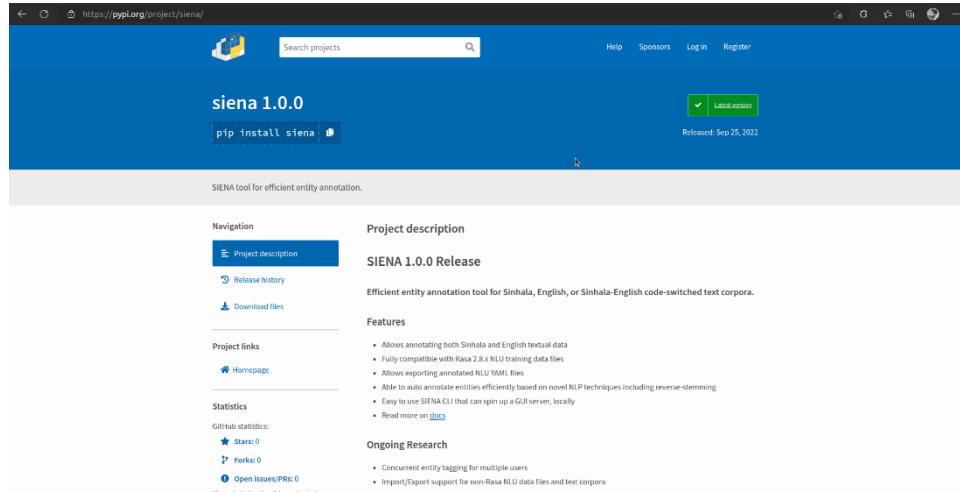 https://pypi.org/project/siena/
Search projects
Help Sponsors Log in Register
siena 1.0.0
Latest version
pip install siena
Released: Sep 25, 2022
SIENA tool for efficient entity annotation.
Navigation
Project description
Release history
Download files
Project links
Homepage
Statistics
GitHub statistics:
Stars: 0
Forks: 0
Open issues/PRs: 0
Project description
SIENA 1.0.0 Release
Efficient entity annotation tool for Sinhala, English, or Sinhala-English code-switched text corpora.
Features
Allows annotating both Sinhala and English textual data
Fully compatible with Rasa 2.8.x NLU training data files
Allows exporting annotated NLU YAML files
Able to auto annotate entities efficiently based on novel NLP techniques including reverse-stemming
Easy to use SIENA CLI that can spin up a GUI server, locally
Read more on docs
Ongoing Research
Concurrent entity tagging for multiple users
Import/Export support for non-Rasa NLU data files and text corpora